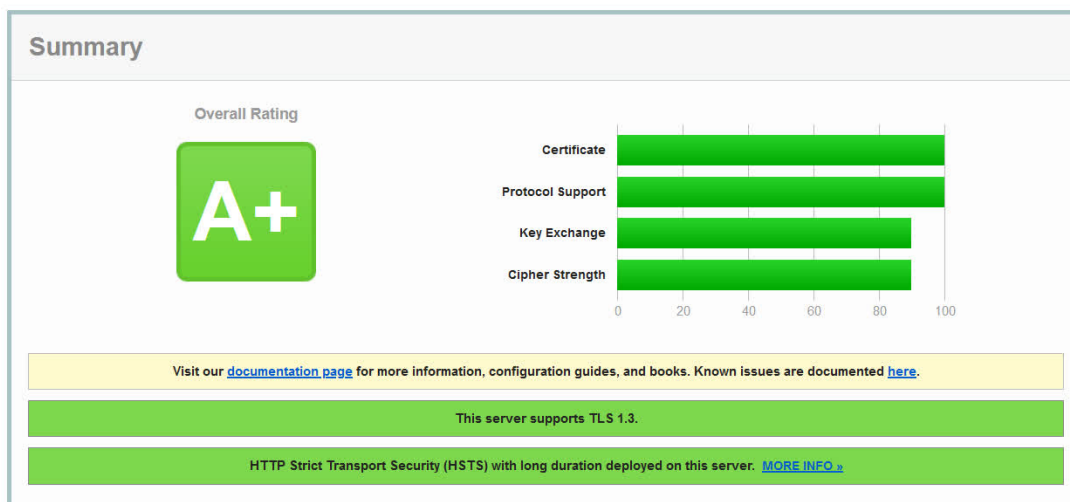 Summary
Overall Rating
A+
Certificate
Protocol Support
Key Exchange
Cipher Strength
0 20 40 60 80 100
Visit our documentation page for more information, configuration guides, and books. Known issues are documented here.
This server supports TLS 1.3.
HTTP Strict Transport Security (HSTS) with long duration deployed on this server. MORE INFO »